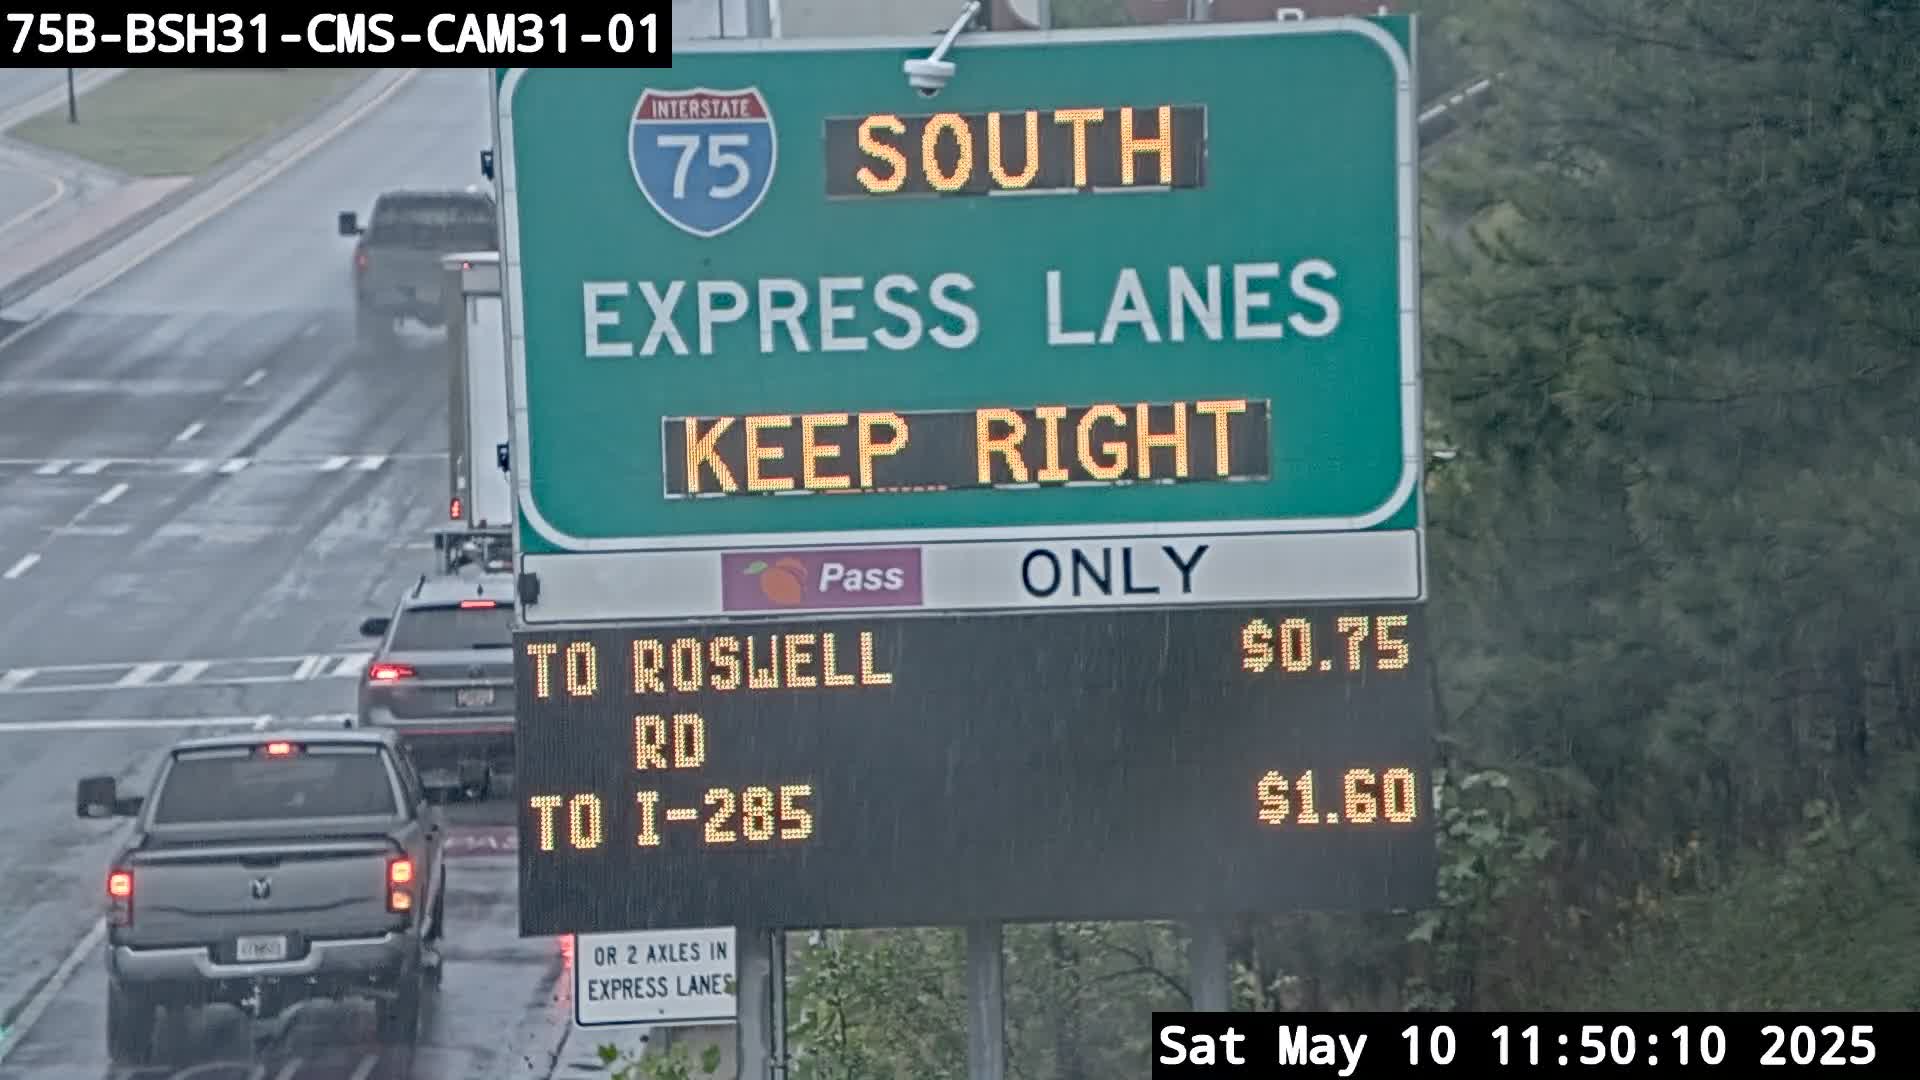 75B-BSH31-CMS-CAM31-01
INTERSTATE
75
SOUTH
EXPRESS LANES
KEEP RIGHT
Pass ONLY
TO ROSWELL $0.75
RD
TO I-285 $1.60
OR 2 AXLES IN
EXPRESS LANES
Sat May 10 11:50:10 2025